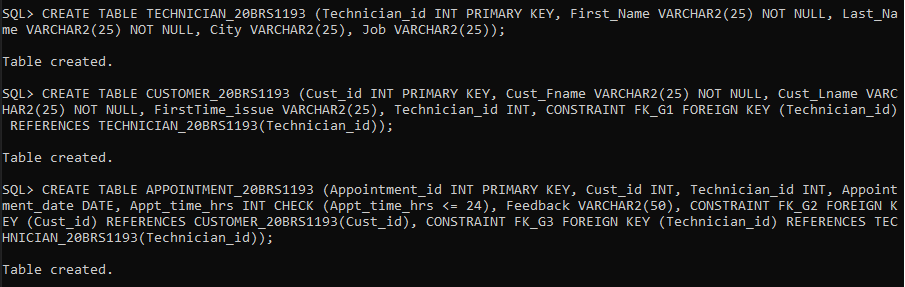 SQL> CREATE TABLE TECHNICIAN_20BRS1193 (Technician_id INT PRIMARY KEY, First_Name VARCHAR2(25) NOT NULL, Last_Na
me VARCHAR2(25) NOT NULL, City VARCHAR2(25), Job VARCHAR2(25));
Table created.
SQL> CREATE TABLE CUSTOMER_20BRS1193 (Cust_id INT PRIMARY KEY, Cust_Fname VARCHAR2(25) NOT NULL, Cust_Lname VARC
HAR2(25) NOT NULL, FirstTime_issue VARCHAR2(25), Technician_id INT, CONSTRAINT FK_G1 FOREIGN KEY (Technician_id)
 REFERENCES TECHNICIAN_20BRS1193(Technician_id));
Table created.
SQL> CREATE TABLE APPOINTMENT_20BRS1193 (Appointment_id INT PRIMARY KEY, Cust_id INT, Technician_id INT, Appoint
ment_date DATE, Appt_time_hrs INT CHECK (Appt_time_hrs <= 24), Feedback VARCHAR2(50), CONSTRAINT FK_G2 FOREIGN K
EY (Cust_id) REFERENCES CUSTOMER_20BRS1193(Cust_id), CONSTRAINT FK_G3 FOREIGN KEY (Technician_id) REFERENCES TEC
HNICIAN_20BRS1193(Technician_id));
Table created.